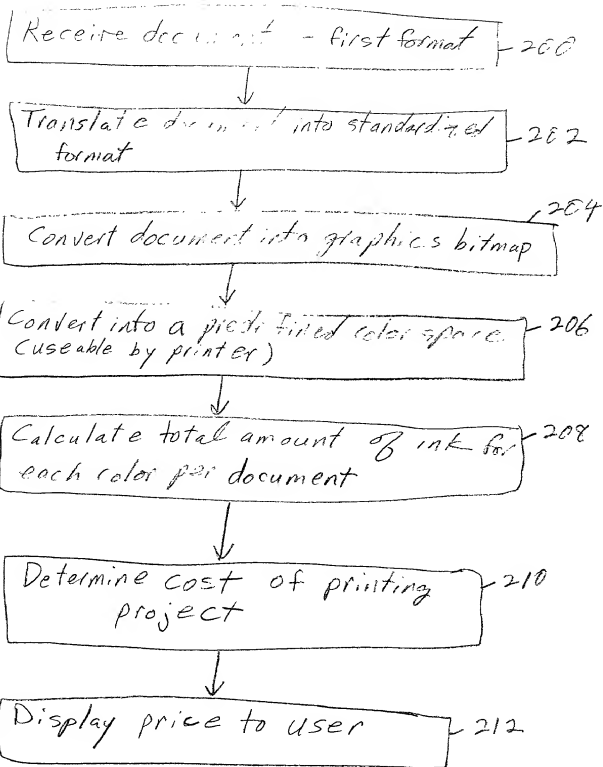 Receive document - first format 200
Translate document into standardized 202
format
204
Convert document into graphics bitmap
Convert into a predefined color space 206
(useable by printer)
Calculate total amount of ink for 208
each color per document
Determine cost of printing 210
project
Display price to user 212